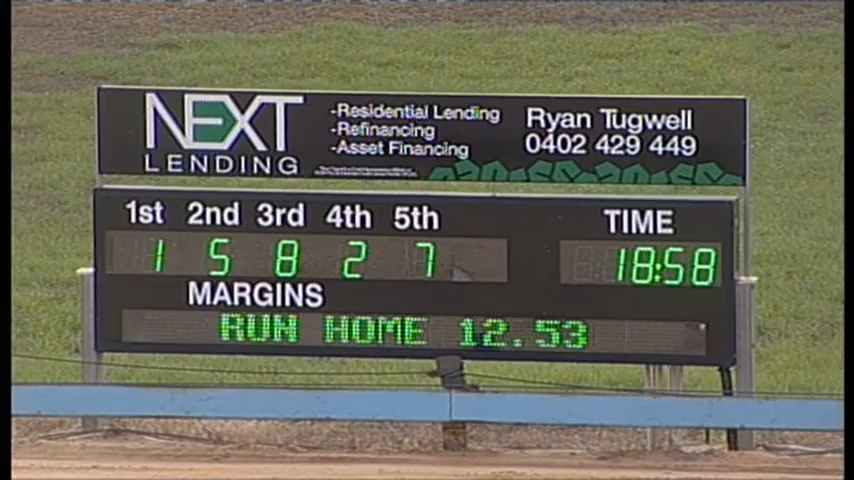 NEXT
LENDING
-Residential Lending
-Refinancing
-Asset Financing
Ryan Tugwell
0402 429 449
1st 2nd 3rd 4th 5th TIME
1 5 8 2 7 18:58
MARGINS
RUN HOME 12.53